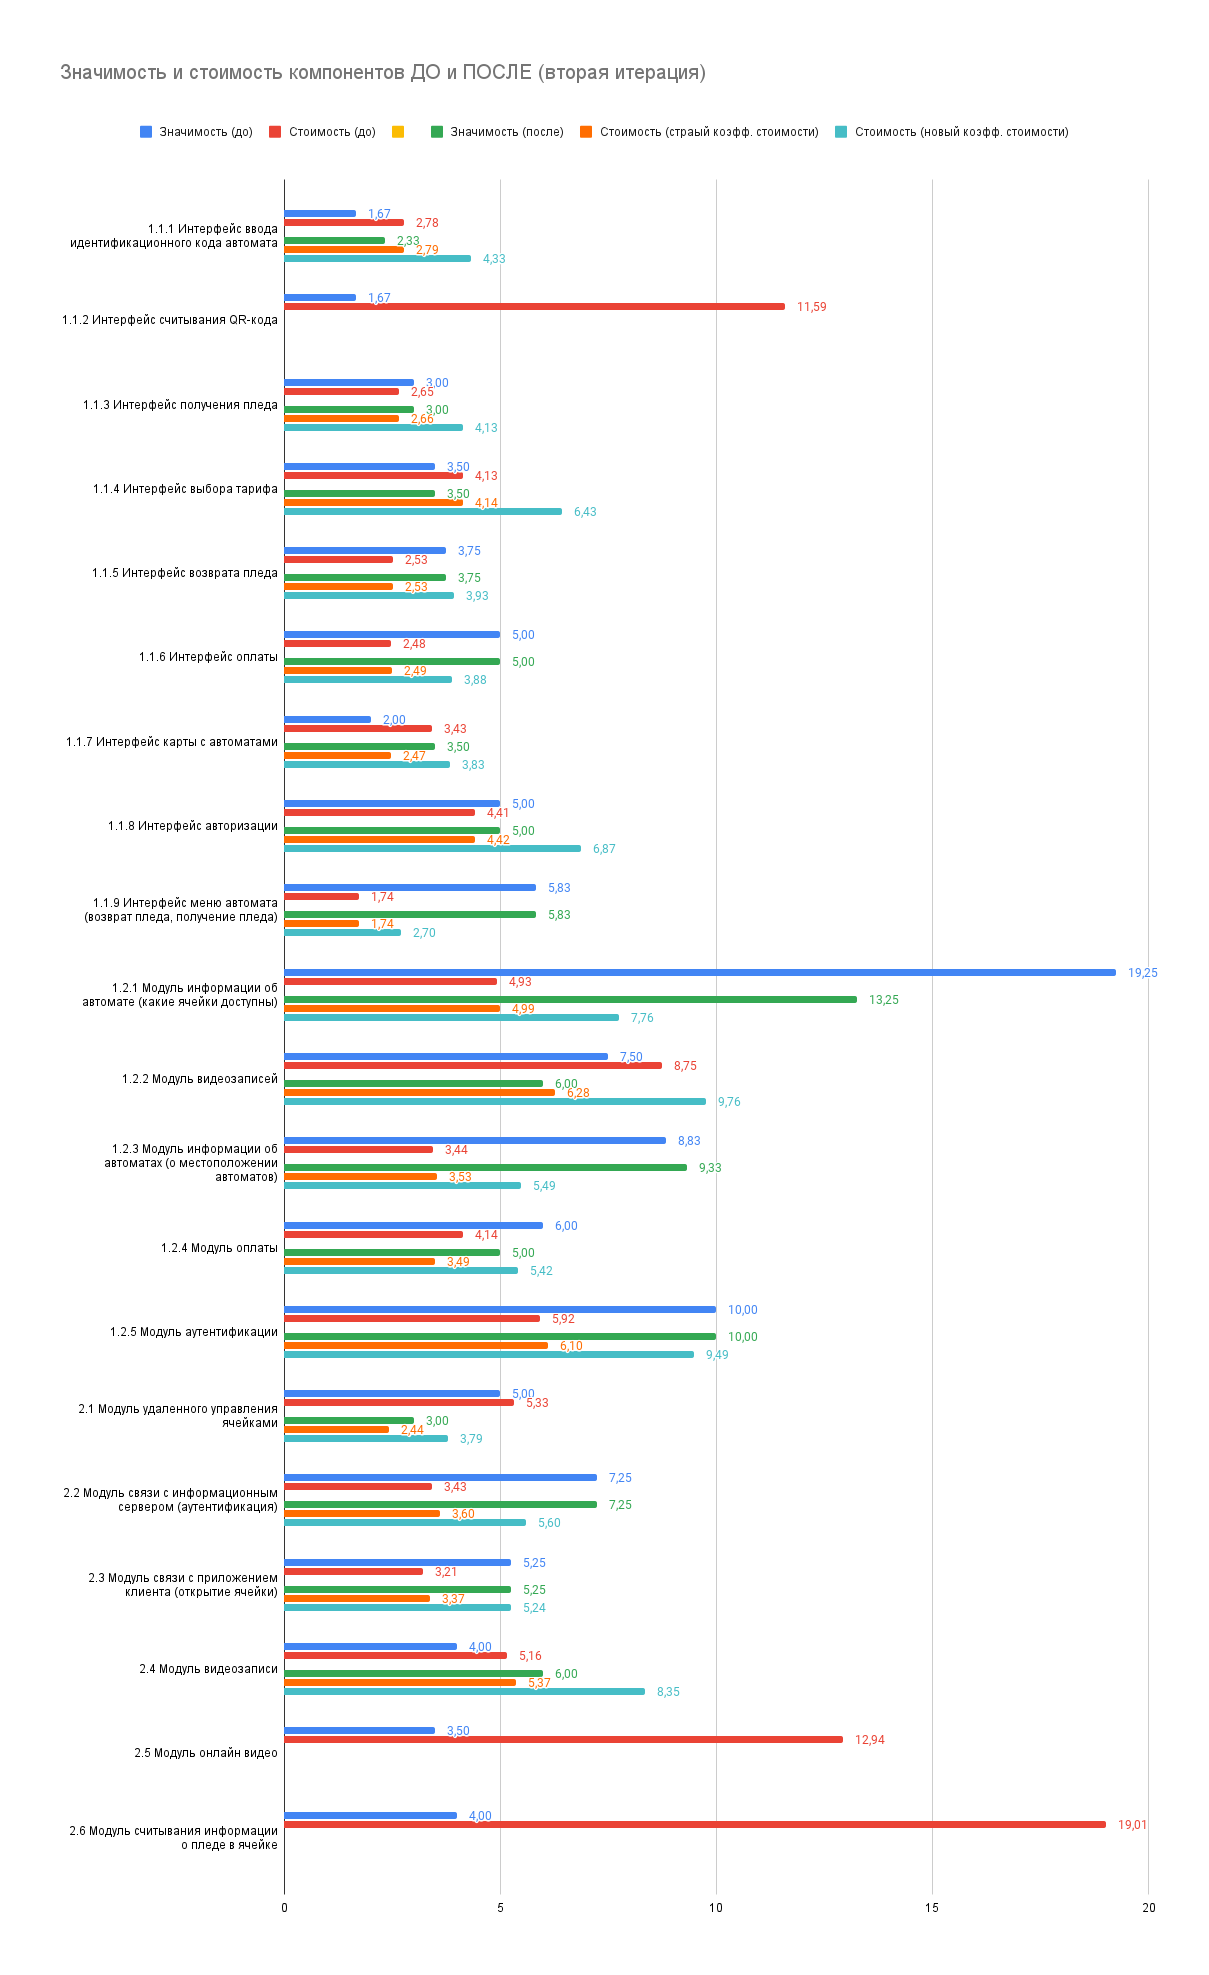 Значимость и стоимость компонентов ДО и ПОСЛЕ (вторая итерация)
Значимость (до) Стоимость (до) Значимость (после) Стоимость (страый коэфф. стоимости) Стоимость (новый коэфф. стоимости)
1.1.1 Интерфейс ввода
идентификационного кода автомата
1,67
2,78
2,33
2,79
4,33
1.1.2 Интерфейс считывания QR-кода
1,67
11,59
1.1.3 Интерфейс получения пледа
3,00
2,65
3,00
2,66
4,13
1.1.4 Интерфейс выбора тарифа
3,50
4,13
3,50
4,14
6,43
1.1.5 Интерфейс возврата пледа
3,75
2,53
3,75
2,53
3,93
1.1.6 Интерфейс оплаты
5,00
2,48
5,00
2,49
3,88
1.1.7 Интерфейс карты с автоматами
2,00
3,43
3,50
2,47
3,83
1.1.8 Интерфейс авторизации
5,00
4,41
5,00
4,42
6,87
1.1.9 Интерфейс меню автомата
(возврат пледа, получение пледа)
5,83
1,74
5,83
1,74
2,70
1.2.1 Модуль информации об
автомате (какие ячейки доступны)
19,25
4,93
13,25
4,99
7,76
1.2.2 Модуль видеозаписей
7,50
8,75
6,00
6,28
9,76
1.2.3 Модуль информации об
автоматах (о местоположении
автоматов)
8,83
3,44
9,33
3,53
5,49
1.2.4 Модуль оплаты
6,00
4,14
5,00
3,49
5,42
1.2.5 Модуль аутентификации
10,00
5,92
10,00
6,10
9,49
2.1 Модуль удаленного управления
ячейками
5,00
5,33
3,00
2,44
3,79
2.2 Модуль связи с информационным
сервером (аутентификация)
7,25
3,43
7,25
3,60
5,60
2.3 Модуль связи с приложением
клиента (открытие ячейки)
5,25
3,21
5,25
3,37
5,24
2.4 Модуль видеозаписи
4,00
5,16
6,00
5,37
8,35
2.5 Модуль онлайн видео
3,50
12,94
2.6 Модуль считывания информации
о пледе в ячейке
4,00
19,01
0 5 10 15 20